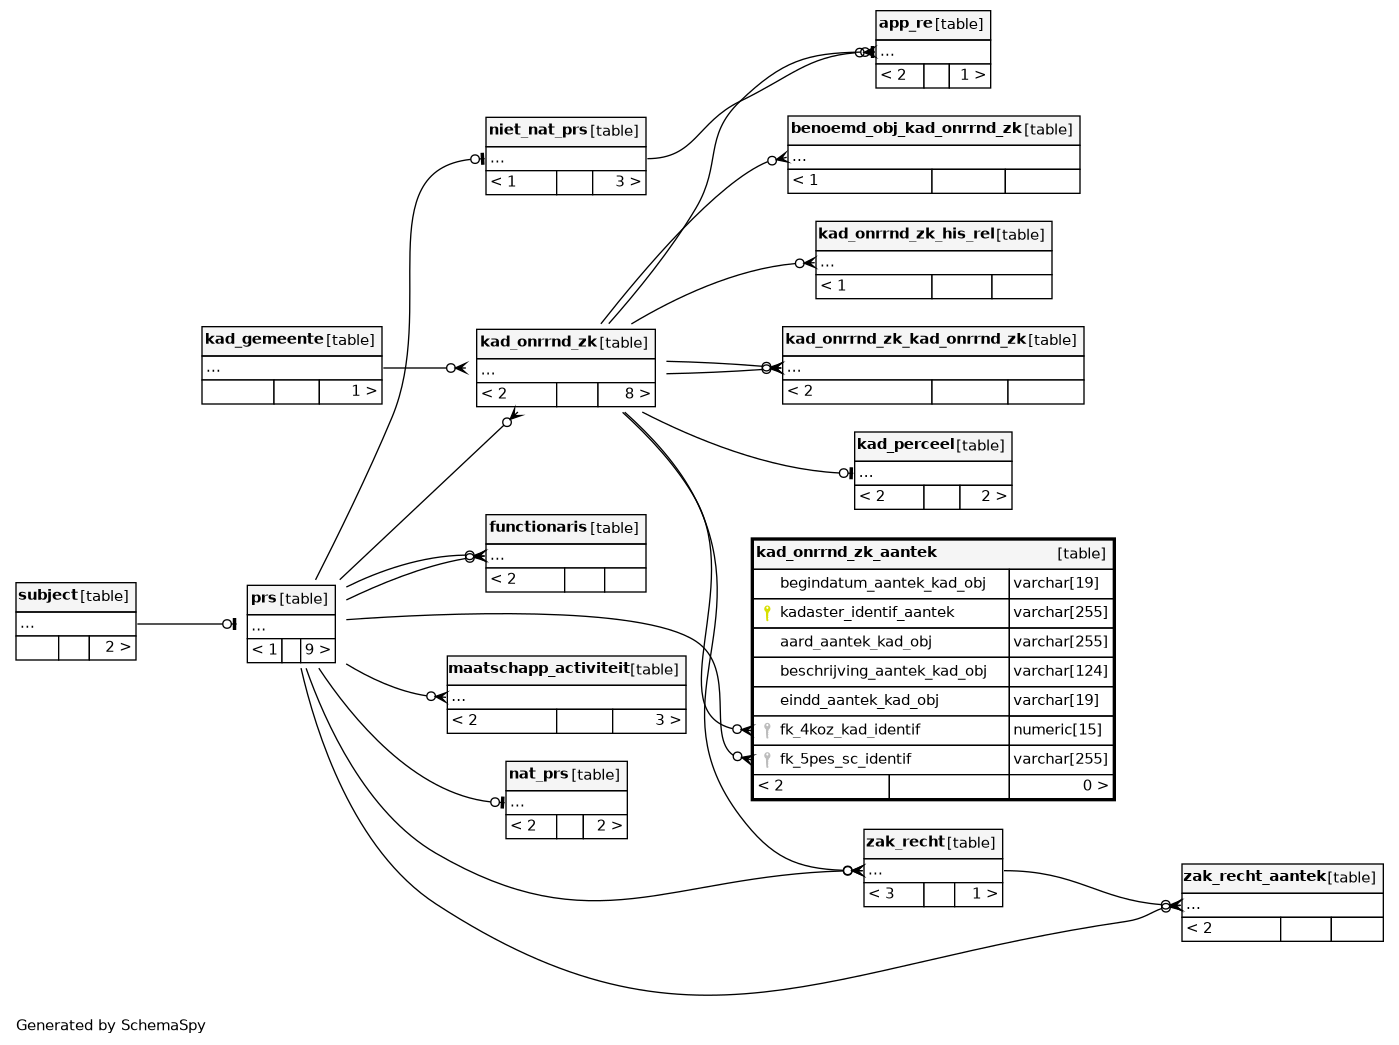 app_re [table]
...
< 2 1 >
niet_nat_prs [table]
...
< 1 3 >
benoemd_obj_kad_onrrnd_zk [table]
...
< 1
kad_onrrnd_zk_his_rel [table]
...
< 1
kad_gemeente [table]
...
1 >
kad_onrrnd_zk [table]
...
< 2 8 >
kad_onrrnd_zk_kad_onrrnd_zk [table]
...
< 2
kad_perceel [table]
...
< 2 2 >
functionaris [table]
...
< 2
kad_onrrnd_zk_aantek [table]
begindatum_aantek_kad_obj varchar[19]
kadaster_identif_aantek varchar[255]
aard_aantek_kad_obj varchar[255]
beschrijving_aantek_kad_obj varchar[124]
eindd_aantek_kad_obj varchar[19]
fk_4koz_kad_identif numeric[15]
fk_5pes_sc_identif varchar[255]
< 2 0 >
subject [table]
...
2 >
prs [table]
...
< 1 9 >
maatschapp_activiteit [table]
...
< 2 3 >
nat_prs [table]
...
< 2 2 >
zak_recht [table]
...
< 3 1 >
zak_recht_aantek [table]
...
< 2
Generated by SchemaSpy